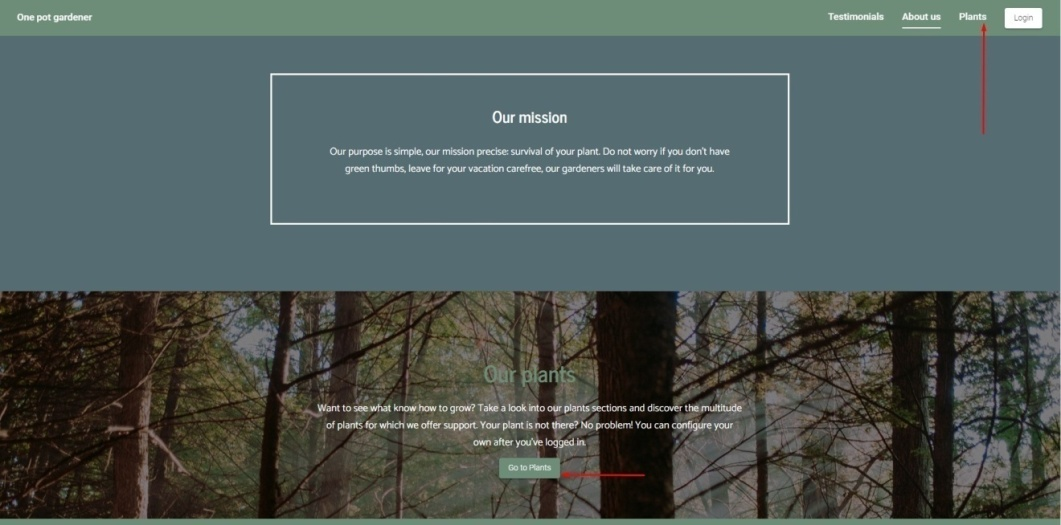 One pot gardener
Testimonials
About us
Plants
Login
Our mission
Our purpose is simple, our mission precise: survival of your plant. Do not worry if you don't have
green thumbs, leave for your vacation carefree, our gardeners will take care of it for you.
Our plants
Want to see what know how to grow? Take a look into our plants sections and discover the multitude
of plants for which we offer support. Your plant is not there? No problem! You can configure your
own after you've logged in.
Go to Plants